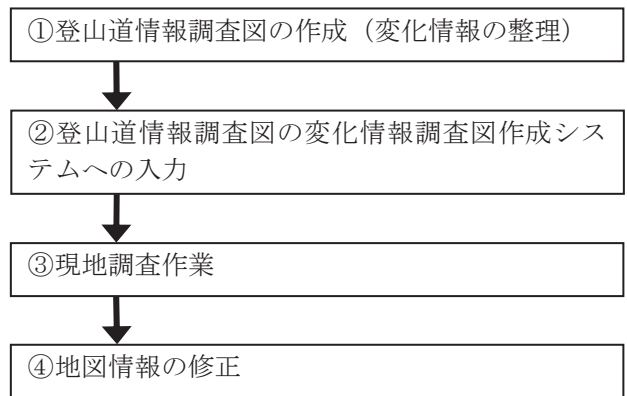 ①登山道情報調査図の作成（変化情報の整理）
②登山道情報調査図の変化情報調査図作成シス
テムへの入力
③現地調査作業
④地図情報の修正